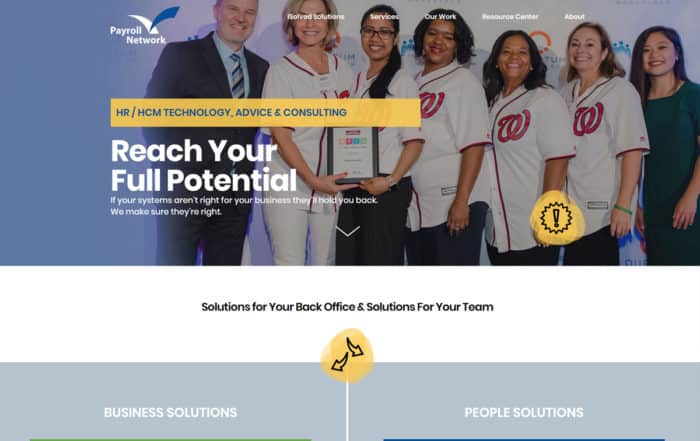 Payroll
Network
iSolved Solutions
Services
Our Work
Resource Center
About
HR / HCM TECHNOLOGY, ADVICE & CONSULTING
Reach Your
Full Potential
If your systems aren't right for your business they'll hold you back.
We make sure they're right.
Solutions for Your Back Office & Solutions For Your Team
BUSINESS SOLUTIONS
PEOPLE SOLUTIONS